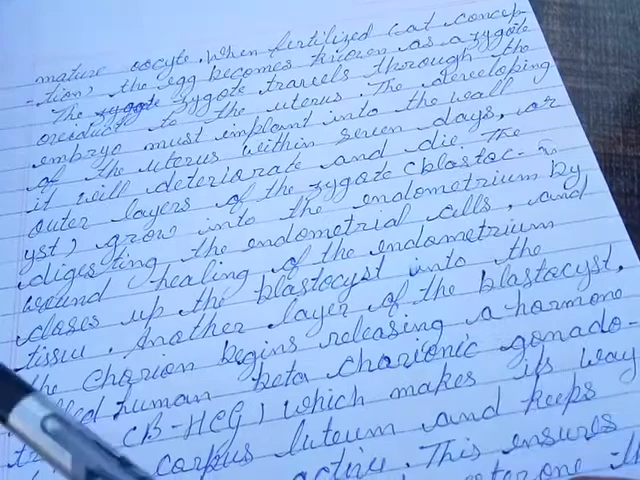 mature oocyte. When fertilized (at concep-
-tion) the egg becomes known as a zygote
The zygote travels through the
oviduct to the uterus. The developing
embryo must implant into the wall
of the uterus within seven days, or
it will deteriorate and die. The
outer layers of the zygote (blastoc-
yst) grow into the endometrium by
digesting the endometrial cells, and
wound healing of the endometrium
closes up the blastocyst into the
tissue. Another layer of the blastocyst,
the chorion begins releasing a hormone
human beta chorionic gonado-
(B-HCG) which makes its way
corpus luteum and keeps
active. This ensures